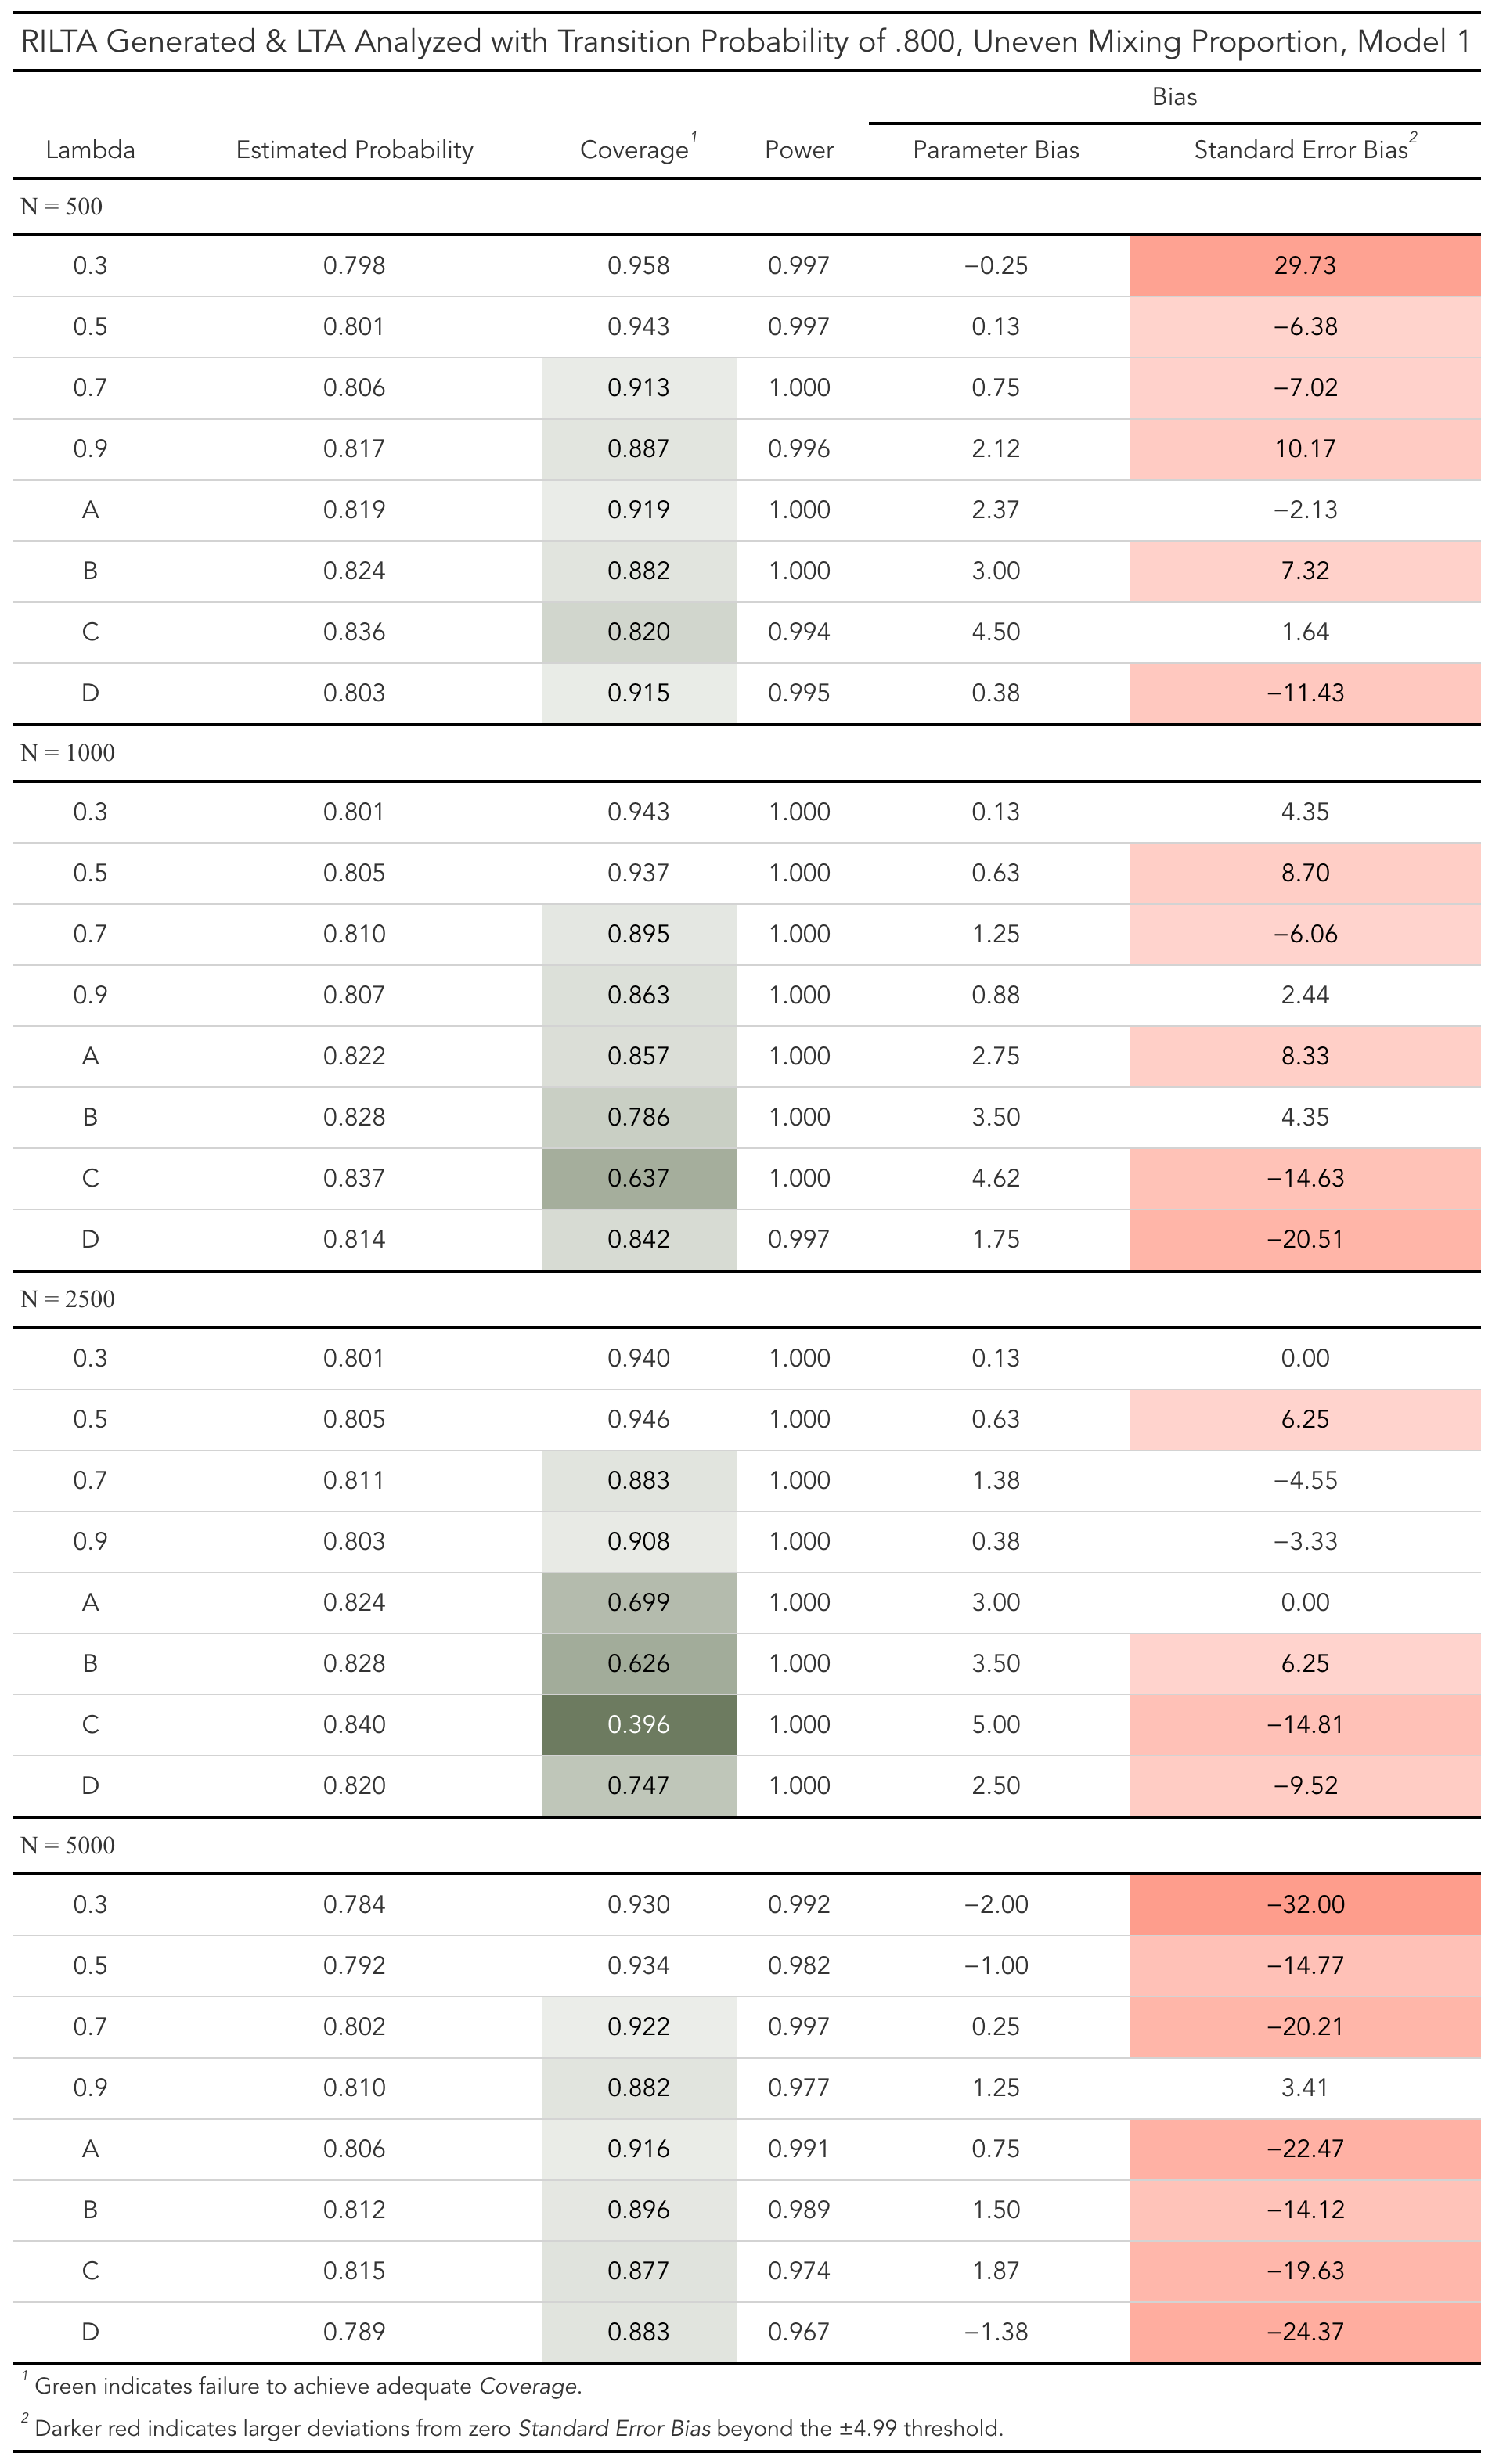 RILTA Generated & LTA Analyzed with Transition Probability of .800, Uneven Mixing Proportion, Model 1
Bias
Lambda Estimated Probability Coverage¹ Power Parameter Bias Standard Error Bias²
N = 500
0.3 0.798 0.958 0.997 −0.25 29.73
0.5 0.801 0.943 0.997 0.13 −6.38
0.7 0.806 0.913 1.000 0.75 −7.02
0.9 0.817 0.887 0.996 2.12 10.17
A 0.819 0.919 1.000 2.37 −2.13
B 0.824 0.882 1.000 3.00 7.32
C 0.836 0.820 0.994 4.50 1.64
D 0.803 0.915 0.995 0.38 −11.43
N = 1000
0.3 0.801 0.943 1.000 0.13 4.35
0.5 0.805 0.937 1.000 0.63 8.70
0.7 0.810 0.895 1.000 1.25 −6.06
0.9 0.807 0.863 1.000 0.88 2.44
A 0.822 0.857 1.000 2.75 8.33
B 0.828 0.786 1.000 3.50 4.35
C 0.837 0.637 1.000 4.62 −14.63
D 0.814 0.842 0.997 1.75 −20.51
N = 2500
0.3 0.801 0.940 1.000 0.13 0.00
0.5 0.805 0.946 1.000 0.63 6.25
0.7 0.811 0.883 1.000 1.38 −4.55
0.9 0.803 0.908 1.000 0.38 −3.33
A 0.824 0.699 1.000 3.00 0.00
B 0.828 0.626 1.000 3.50 6.25
C 0.840 0.396 1.000 5.00 −14.81
D 0.820 0.747 1.000 2.50 −9.52
N = 5000
0.3 0.784 0.930 0.992 −2.00 −32.00
0.5 0.792 0.934 0.982 −1.00 −14.77
0.7 0.802 0.922 0.997 0.25 −20.21
0.9 0.810 0.882 0.977 1.25 3.41
A 0.806 0.916 0.991 0.75 −22.47
B 0.812 0.896 0.989 1.50 −14.12
C 0.815 0.877 0.974 1.87 −19.63
D 0.789 0.883 0.967 −1.38 −24.37
¹ Green indicates failure to achieve adequate Coverage.
² Darker red indicates larger deviations from zero Standard Error Bias beyond the ±4.99 threshold.